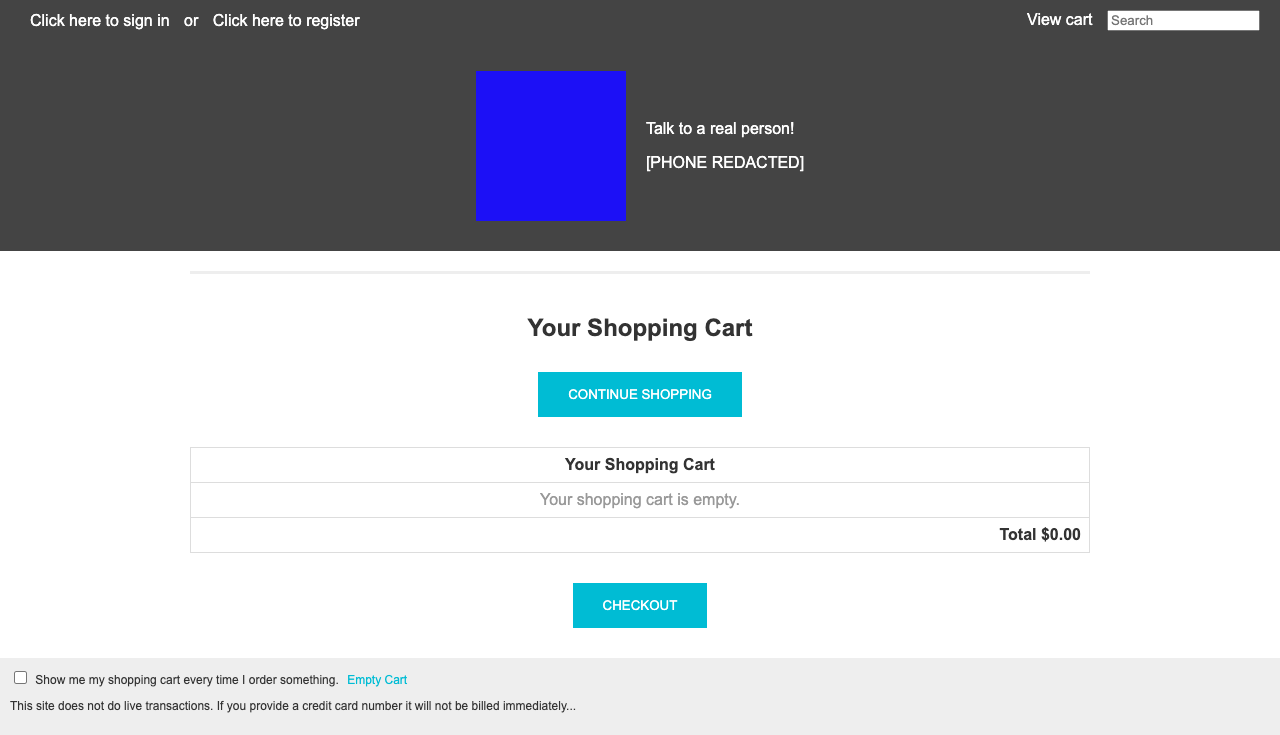 Click here to sign in or Click here to register
View cart Search
Talk to a real person!
[PHONE REDACTED]
Your Shopping Cart
CONTINUE SHOPPING
Your Shopping Cart
Your shopping cart is empty.
Total $0.00
CHECKOUT
Show me my shopping cart every time I order something. Empty Cart
This site does not do live transactions. If you provide a credit card number it will not be billed immediately...